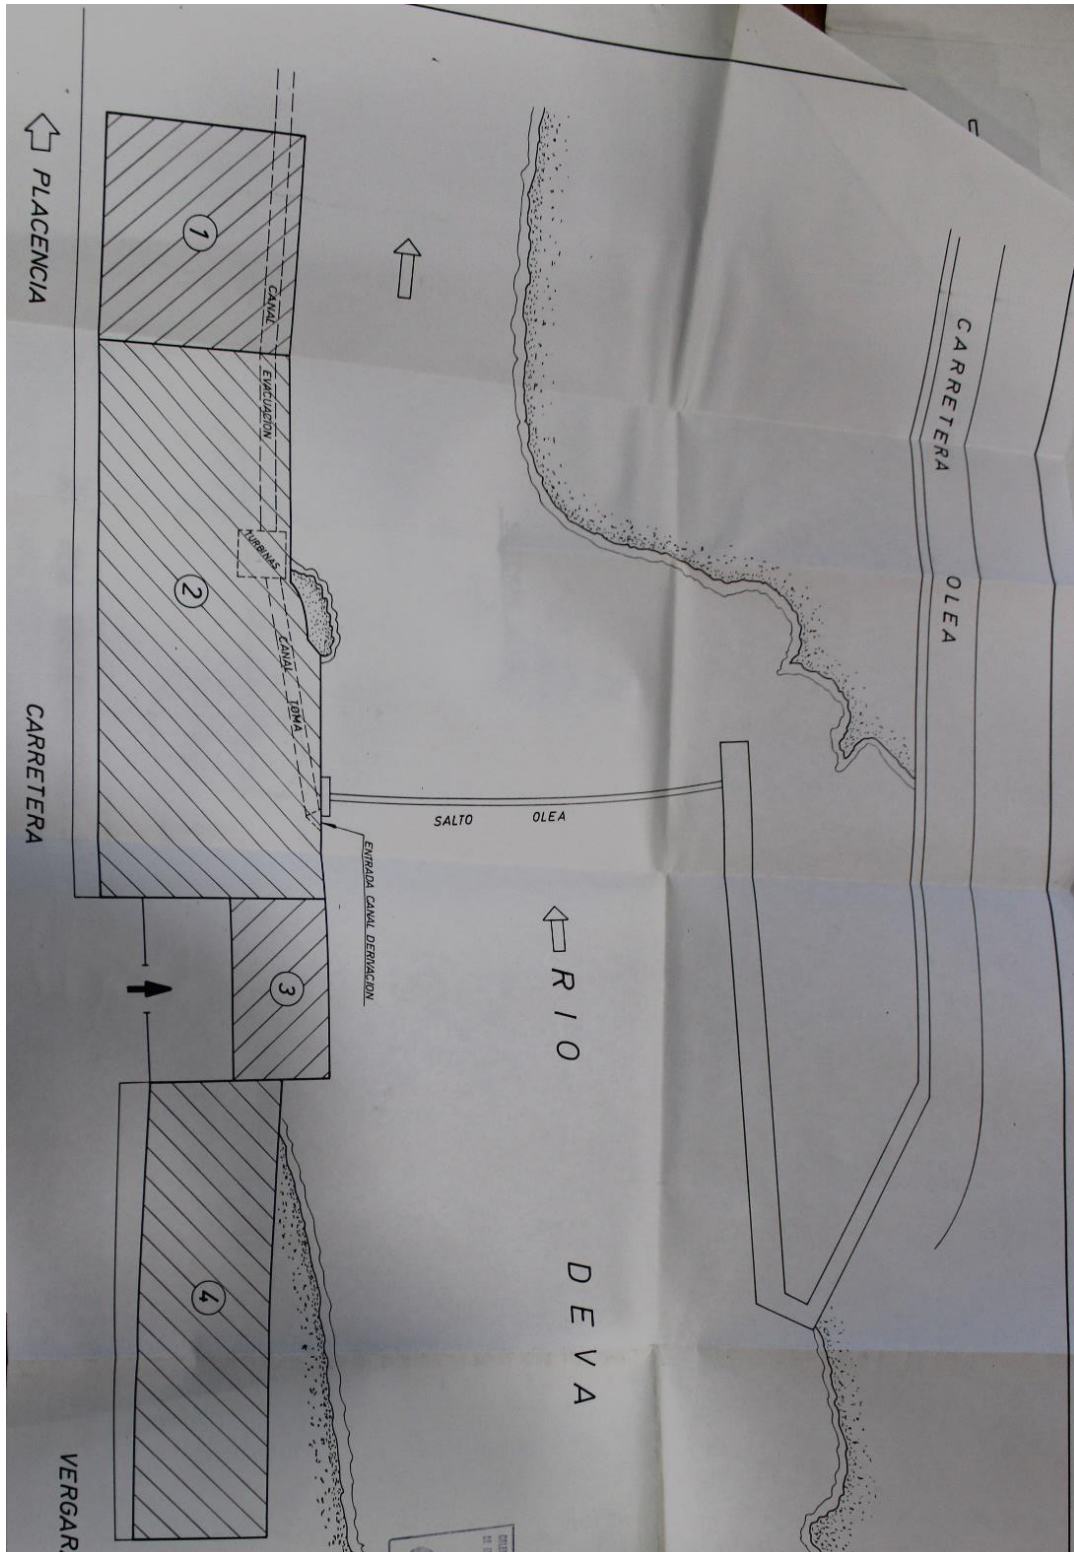 CARRETERA OLEA
RIO DEVA
SALTO OLEA
ENTRADA CANAL DERIVACION
CANAL EVACUACION
TURBINAS
CANAL TOMA
1
2
3
4
PLACENCIA
CARRETERA
VERGAR